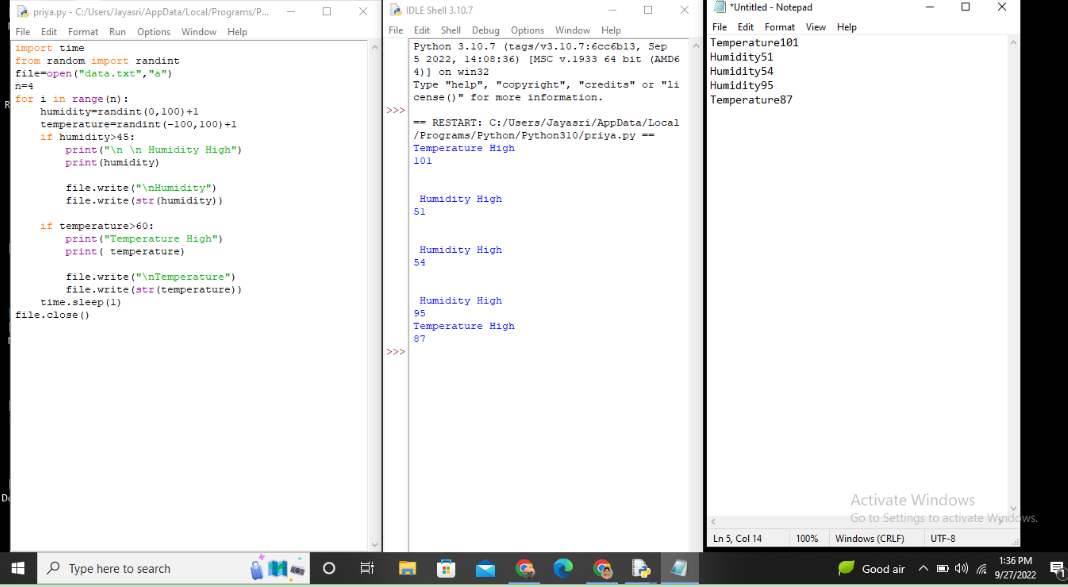 priya.py - C:/Users/Jayasri/AppData/Local/Programs/P...
File Edit Format Run Options Window Help
import time
from random import randint
file=open("data.txt","a")
n=4
for i in range(n):
    humidity=randint(0,100)+1
    temperature=randint(-100,100)+1
    if humidity>45:
        print("\n \n Humidity High")
        print(humidity)
        file.write("\nHumidity")
        file.write(str(humidity))
    if temperature>60:
        print("Temperature High")
        print( temperature)
        file.write("\nTemperature")
        file.write(str(temperature))
    time.sleep(1)
file.close()
IDLE Shell 3.10.7
File Edit Shell Debug Options Window Help
Python 3.10.7 (tags/v3.10.7:6cc6b13, Sep
5 2022, 14:08:36) [MSC v.1933 64 bit (AMD6
4)] on win32
Type "help", "copyright", "credits" or "li
cense()" for more information.
>>>
== RESTART: C:/Users/Jayasri/AppData/Local
/Programs/Python/Python310/priya.py ==
Temperature High
101
Humidity High
51
Humidity High
54
Humidity High
95
Temperature High
87
>>>
*Untitled - Notepad
File Edit Format View Help
Temperature101
Humidity51
Humidity54
Humidity95
Temperature87
Activate Windows
Go to Settings to activate Windows.
Ln 5, Col 14 100% Windows (CRLF) UTF-8
Type here to search
Good air
1:36 PM
9/27/2022